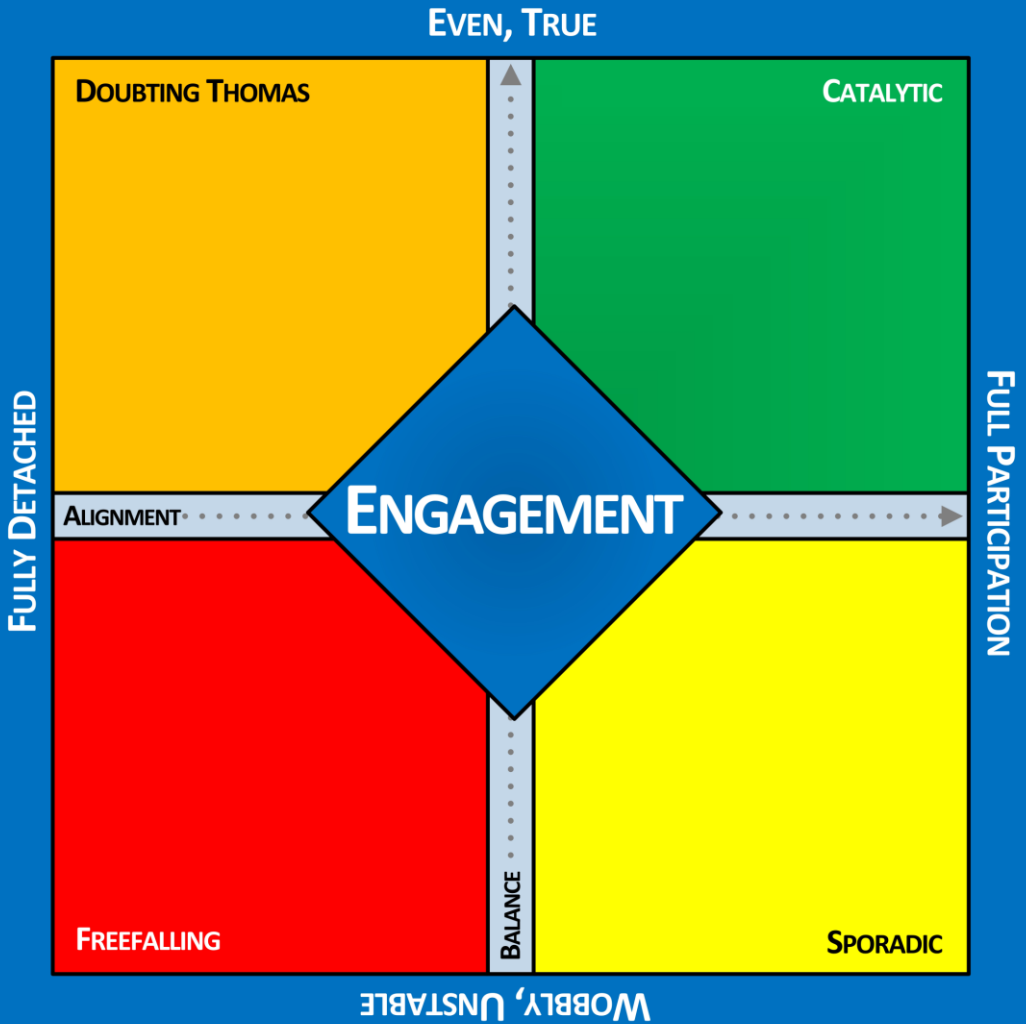 EVEN, TRUE
DOUBTING THOMAS
CATALYTIC
FULLY DETACHED
FULL PARTICIPATION
ALIGNMENT
ENGAGEMENT
BALANCE
FREEFALLING
SPORADIC
WOBBLY, UNSTABLE